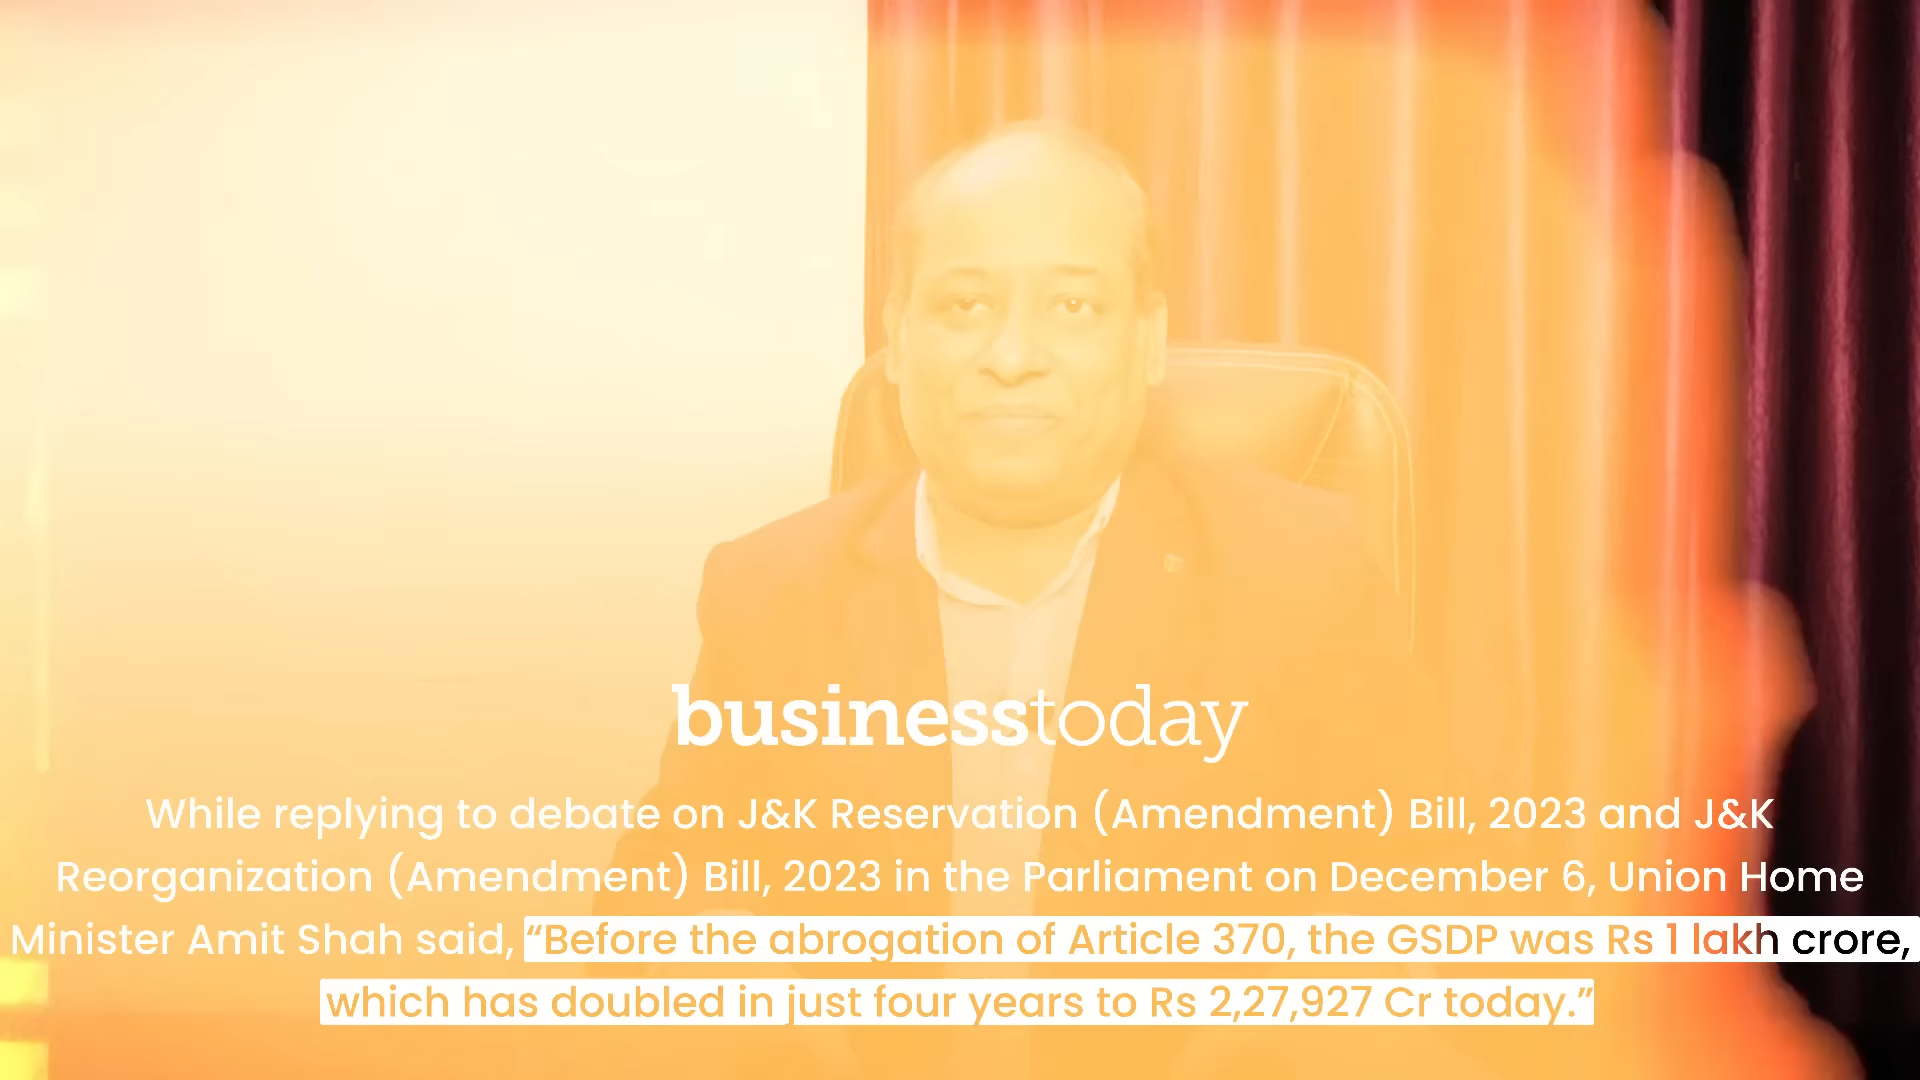 businesstoday
While replying to debate on J&K Reservation (Amendment) Bill, 2023 and J&K
Reorganization (Amendment) Bill, 2023 in the Parliament on December 6, Union Home
Minister Amit Shah said, “Before the abrogation of Article 370, the GSDP was Rs 1 lakh crore,
which has doubled in just four years to Rs 2,27,927 Cr today.”